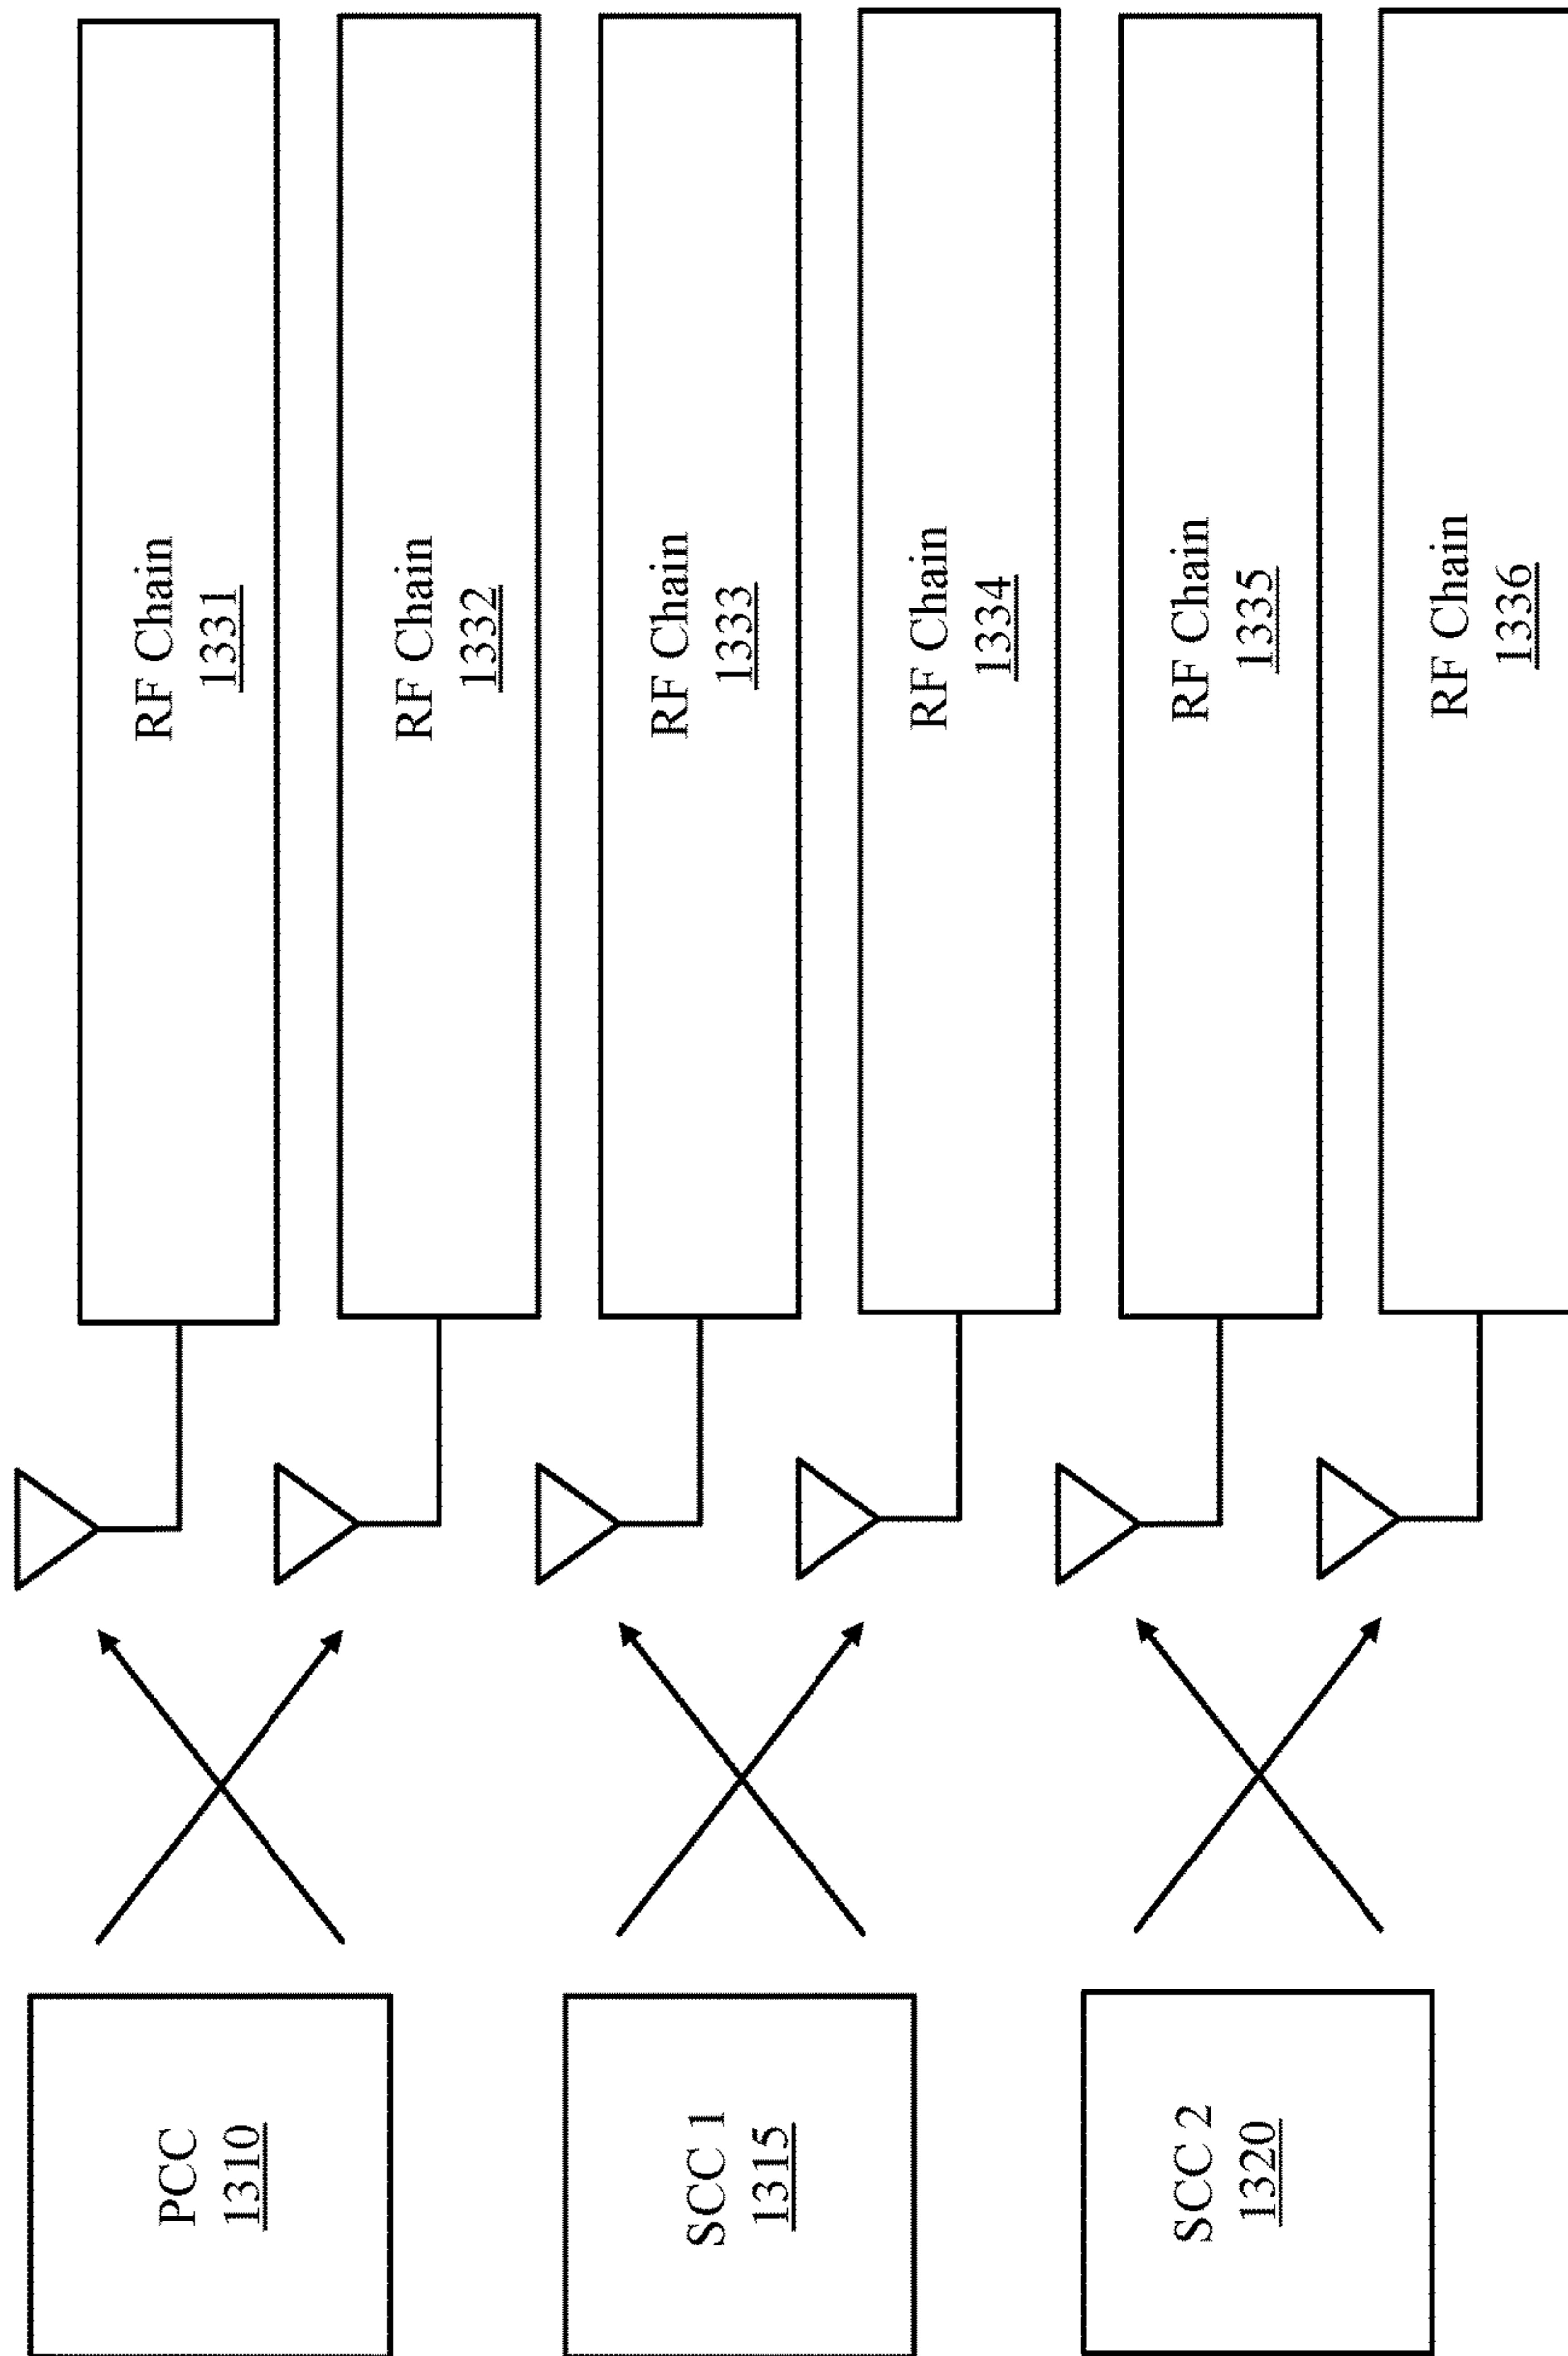 PCC
1310
SCC 1
1315
SCC 2
1320
RF Chain
1331
RF Chain
1332
RF Chain
1333
RF Chain
1334
RF Chain
1335
RF Chain
1336